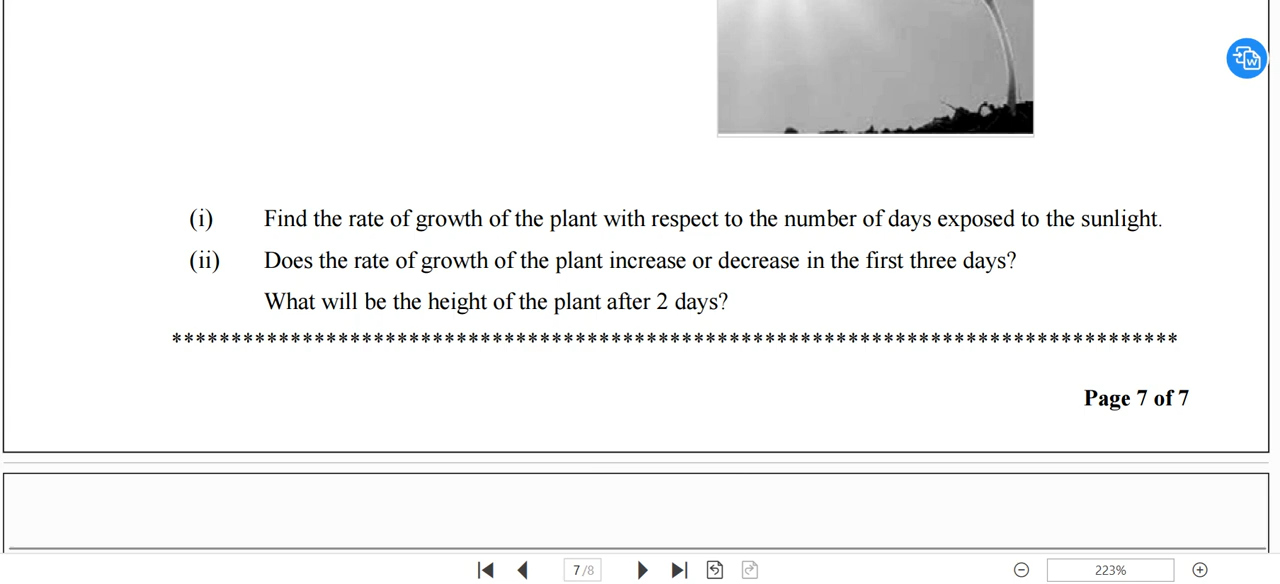 (i) Find the rate of growth of the plant with respect to the number of days exposed to the sunlight.
(ii) Does the rate of growth of the plant increase or decrease in the first three days?
What will be the height of the plant after 2 days?
*************************************************************************************
Page 7 of 7
7 /8
223%